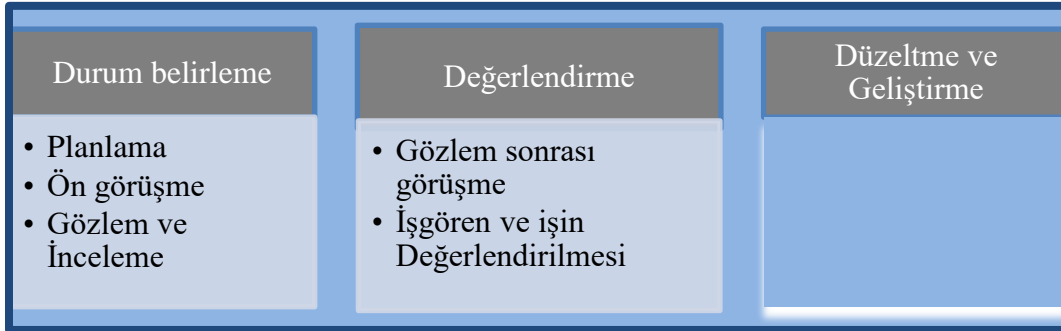 Durum belirleme
• Planlama
• Ön görüşme
• Gözlem ve
İnceleme
Değerlendirme
• Gözlem sonrası
görüşme
• İşgören ve işin
Değerlendirilmesi
Düzeltme ve
Geliştirme